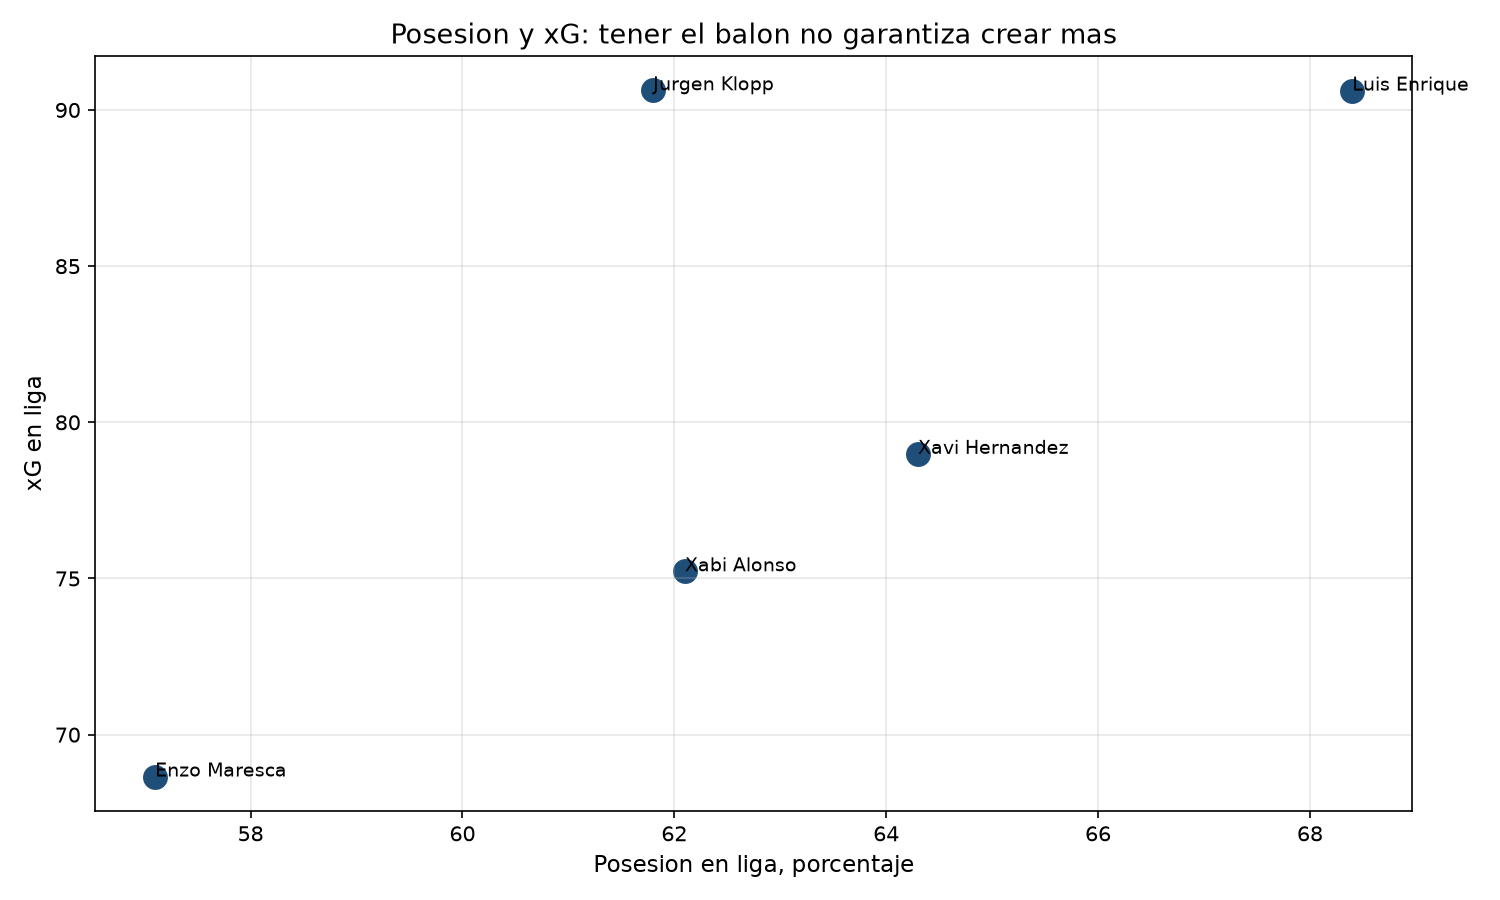 Posesion y xG: tener el balon no garantiza crear mas
Jurgen Klopp
Luis Enrique
90
85
xG en liga
80
Xavi Hernandez
75
Xabi Alonso
70
Enzo Maresca
58
60
62
64
66
68
Posesion en liga, porcentaje